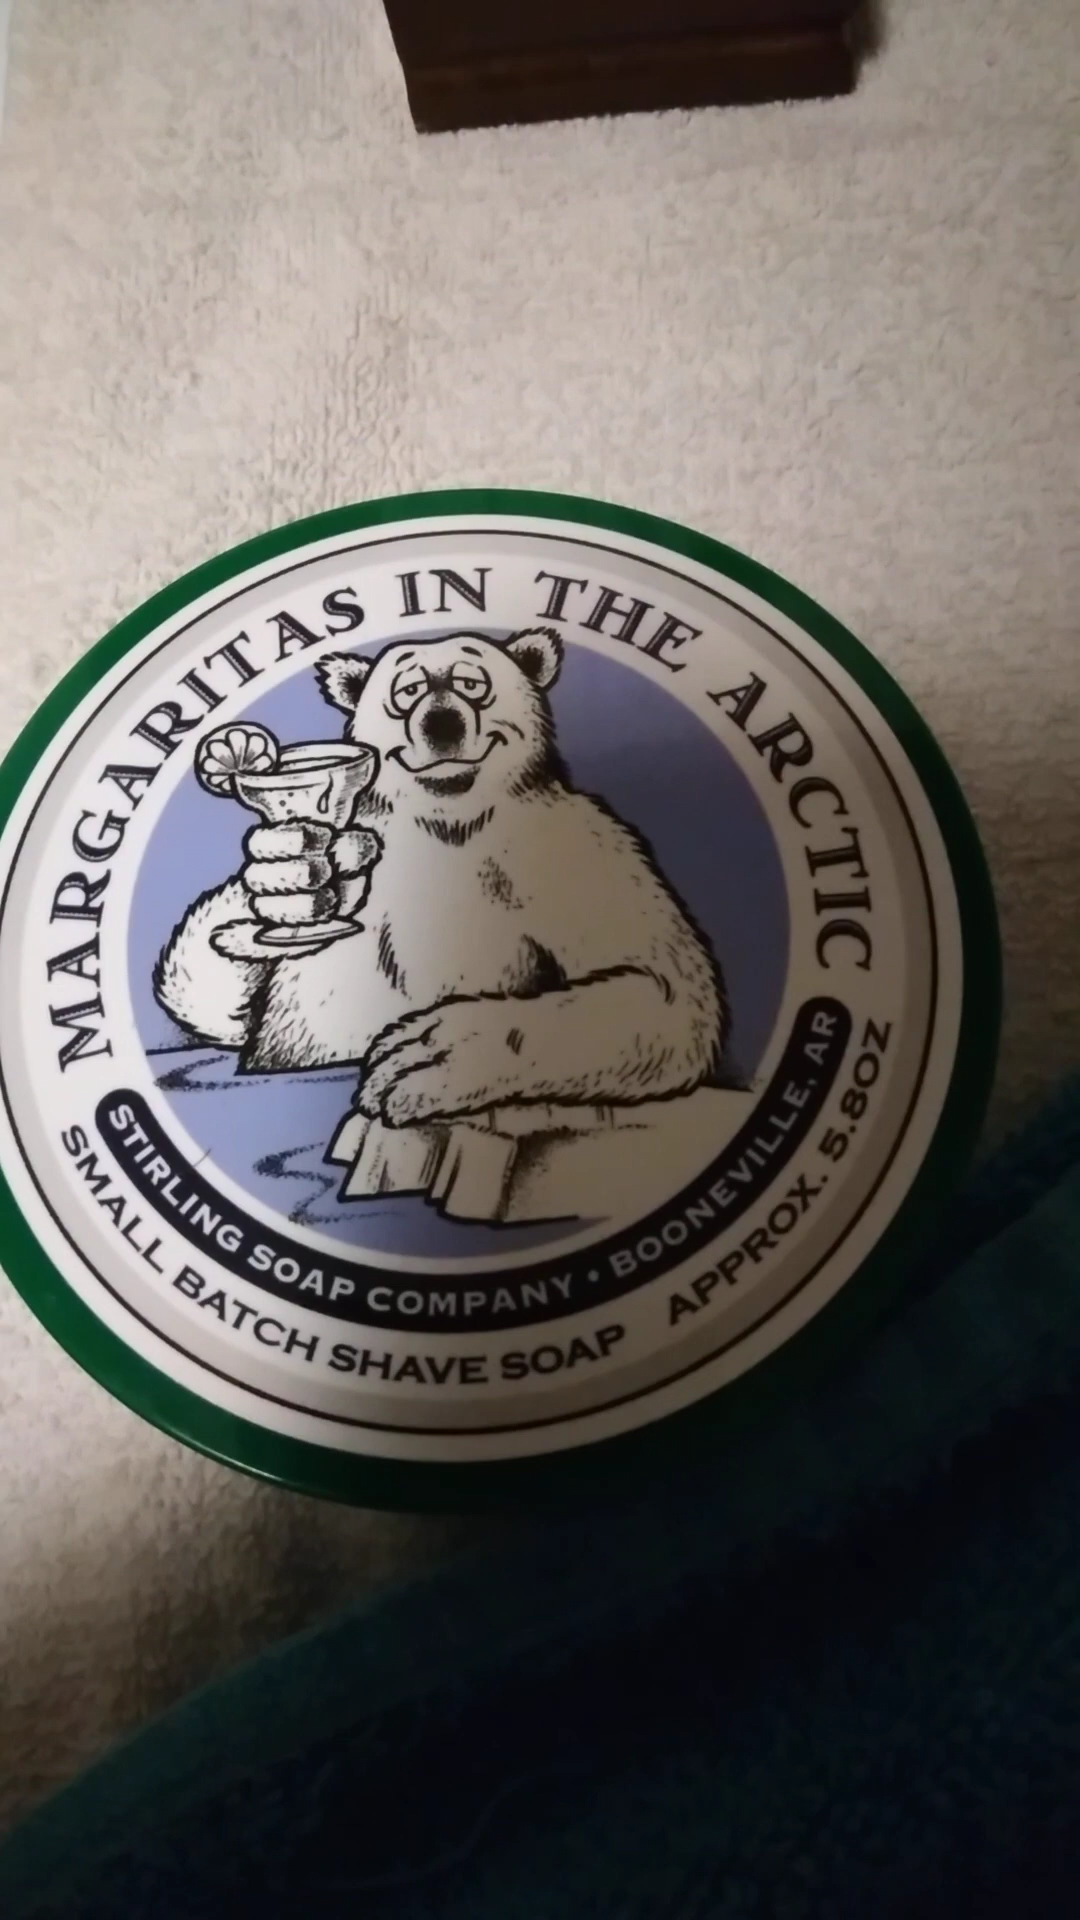 MARGARITAS IN THE ARCTIC
STIRLING SOAP COMPANY • BOONEVILLE, AR
SMALL BATCH SHAVE SOAP APPROX. 5.8OZ